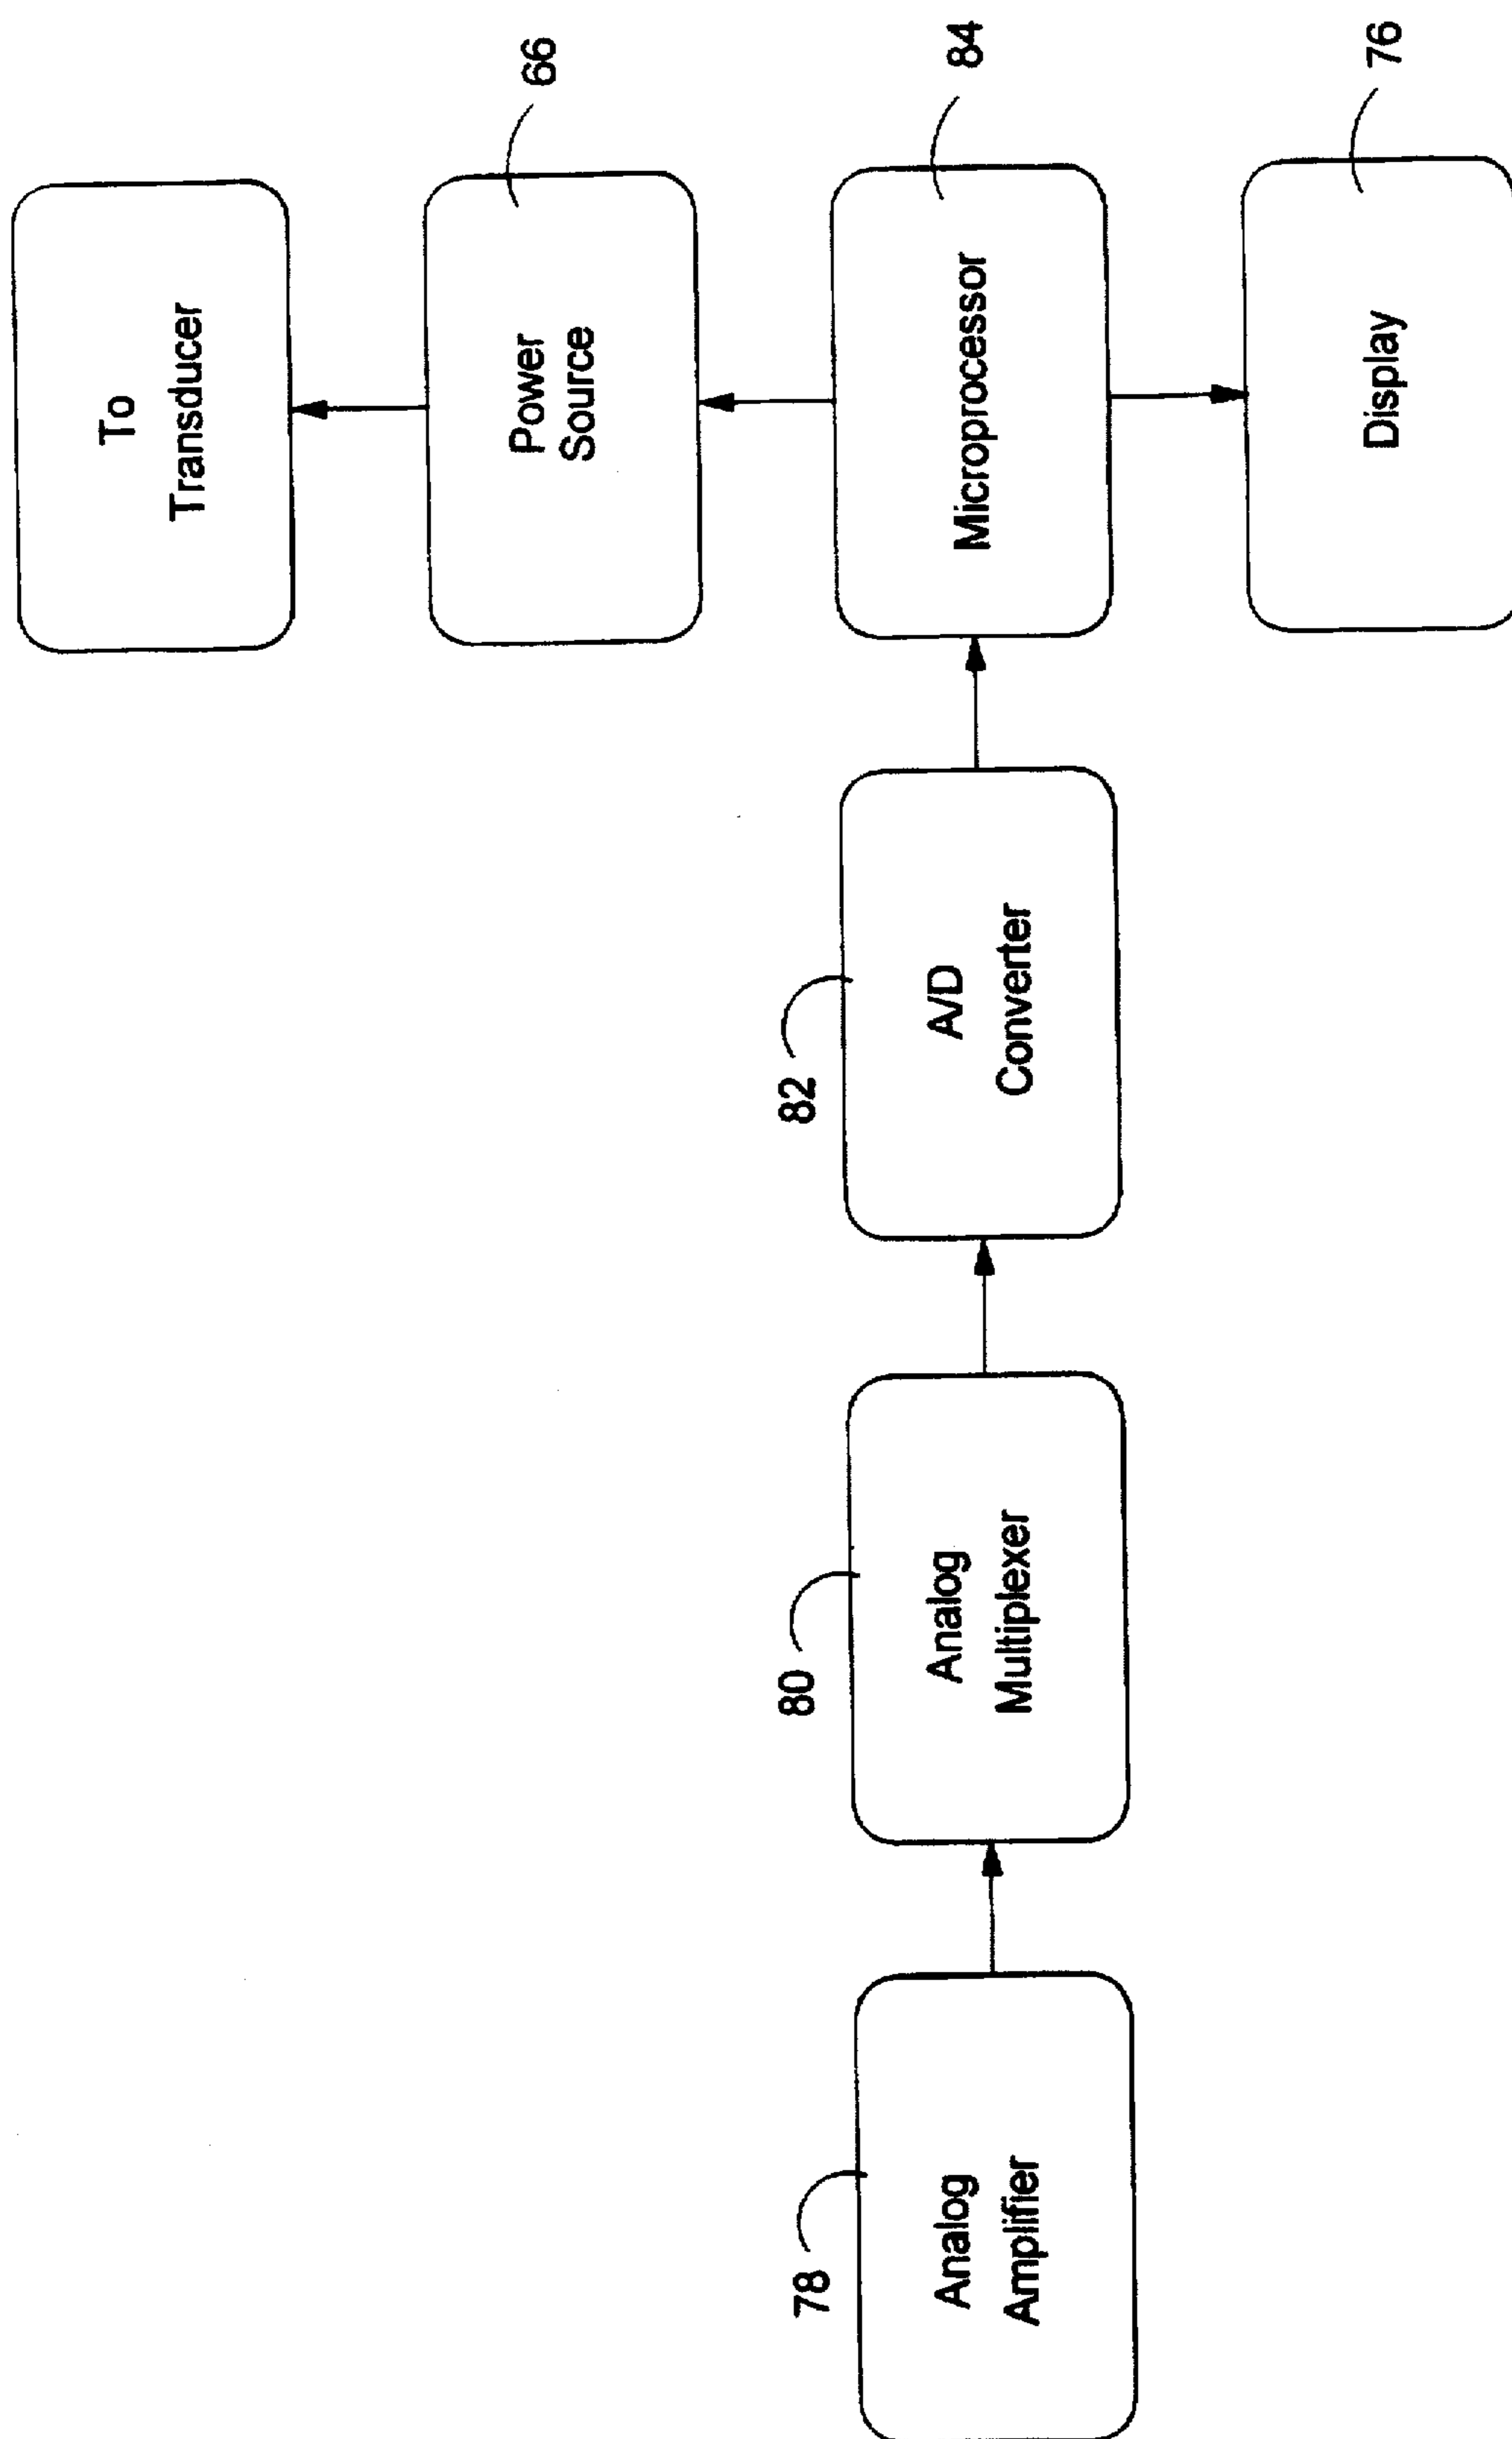 To
Transducer
66
Power
Source
84
Microprocessor
76
Display
82
A/D
Converter
80
Analog
Multiplexer
78
Analog
Amplifier